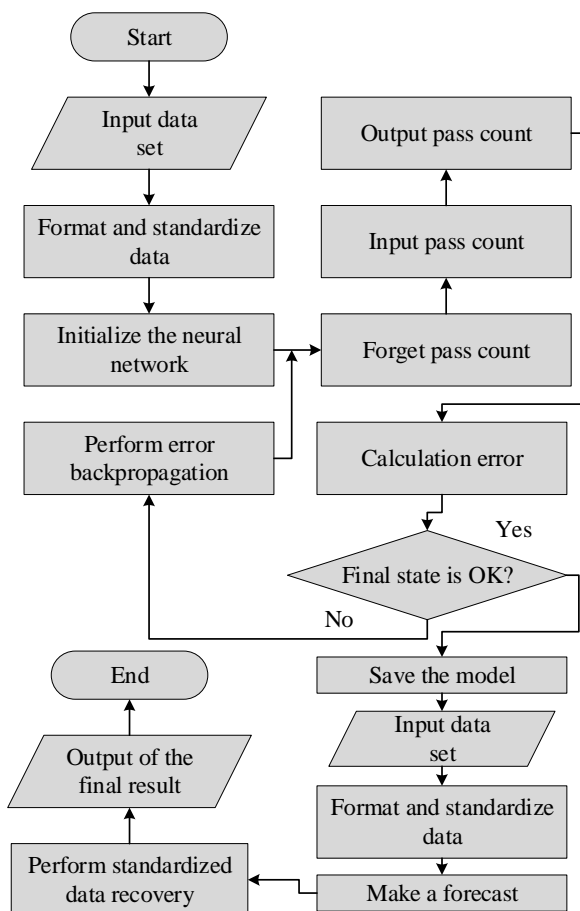 Start
Input data
set
Format and standardize
data
Initialize the neural
network
Forget pass count
Input pass count
Output pass count
Calculation error
Final state is OK?
Yes
No
Perform error
backpropagation
Save the model
Input data
set
Format and standardize
data
Make a forecast
Perform standardized
data recovery
Output of the
final result
End